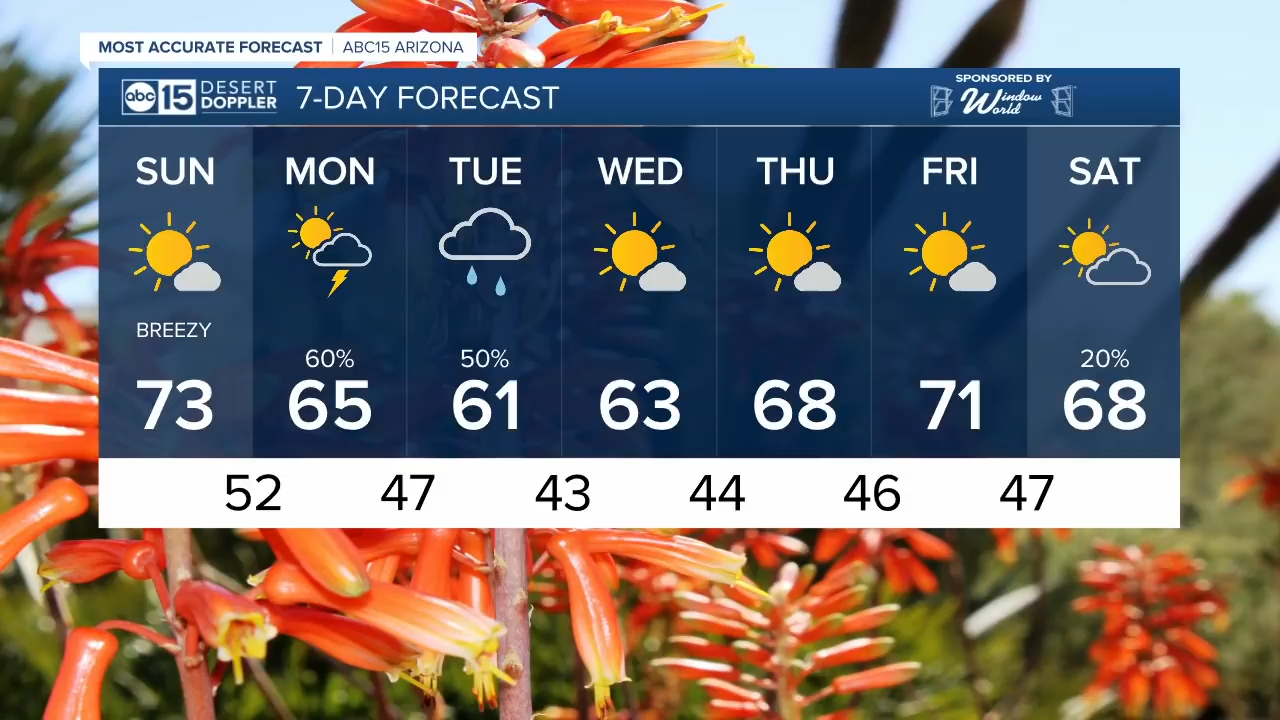 MOST ACCURATE FORECAST | ABC15 ARIZONA
abc 15 DESERT DOPPLER
7-DAY FORECAST
SPONSORED BY
Window World
SUN MON TUE WED THU FRI SAT
BREEZY
60% 50% 20%
73 65 61 63 68 71 68
52 47 43 44 46 47